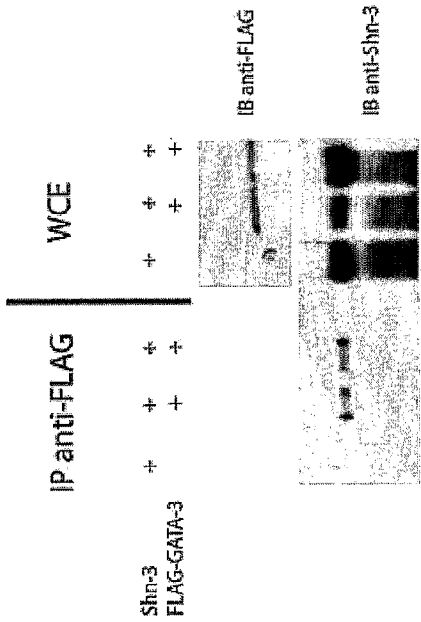 IP anti-FLAG WCE
Shn-3 + + + + + +
FLAG-GATA-3 + + + +
IB anti-FLAG
IB anti-Shn-3